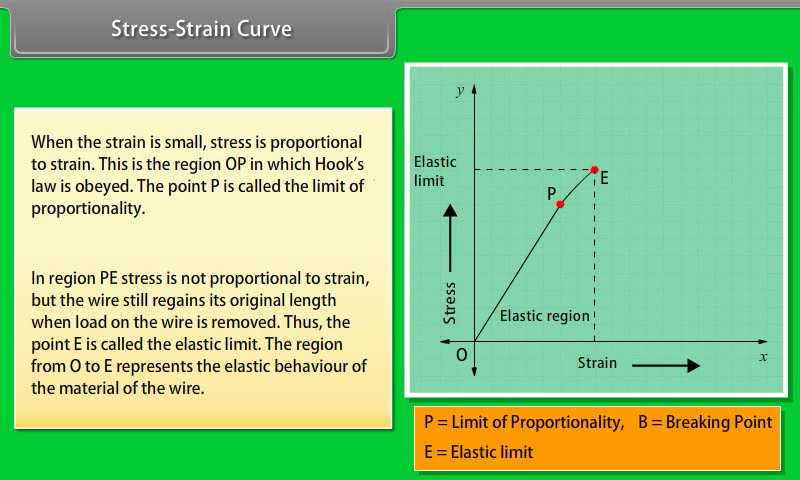 Stress-Strain Curve
When the strain is small, stress is proportional
to strain. This is the region OP in which Hook's
law is obeyed. The point P is called the limit of
proportionality.
In region PE stress is not proportional to strain,
but the wire still regains its original length
when load on the wire is removed. Thus, the
point E is called the elastic limit. The region
from O to E represents the elastic behaviour of
the material of the wire.
y
Elastic
limit
E
P
Stress
Elastic region
O
x
Strain
P = Limit of Proportionality, B = Breaking Point
E = Elastic limit